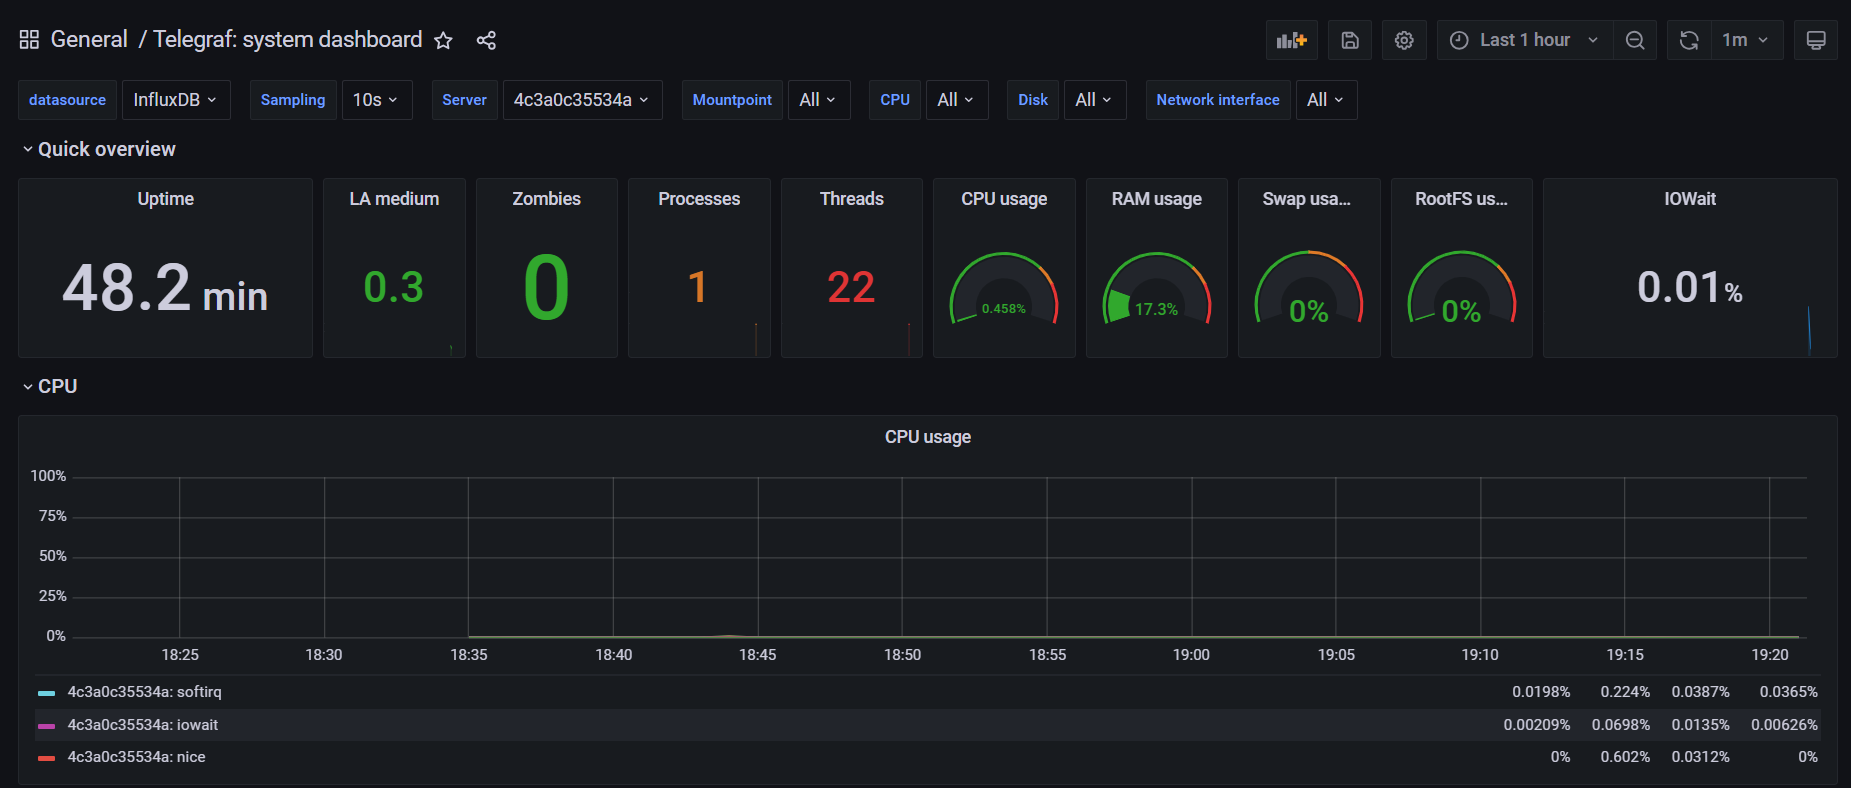 General / Telegraf: system dashboard
Last 1 hour 1m
datasource InfluxDB Sampling 10s Server 4c3a0c35534a Mountpoint All CPU All Disk All Network interface All
Quick overview
Uptime LA medium Zombies Processes Threads CPU usage RAM usage Swap usa... RootFS us... IOWait
48.2 min 0.3 0 1 22 0.458% 17.3% 0% 0% 0.01%
CPU
CPU usage
100%
75%
50%
25%
0%
18:25 18:30 18:35 18:40 18:45 18:50 18:55 19:00 19:05 19:10 19:15 19:20
4c3a0c35534a: softirq 0.0198% 0.224% 0.0387% 0.0365%
4c3a0c35534a: iowait 0.00209% 0.0698% 0.0135% 0.00626%
4c3a0c35534a: nice 0% 0.602% 0.0312% 0%